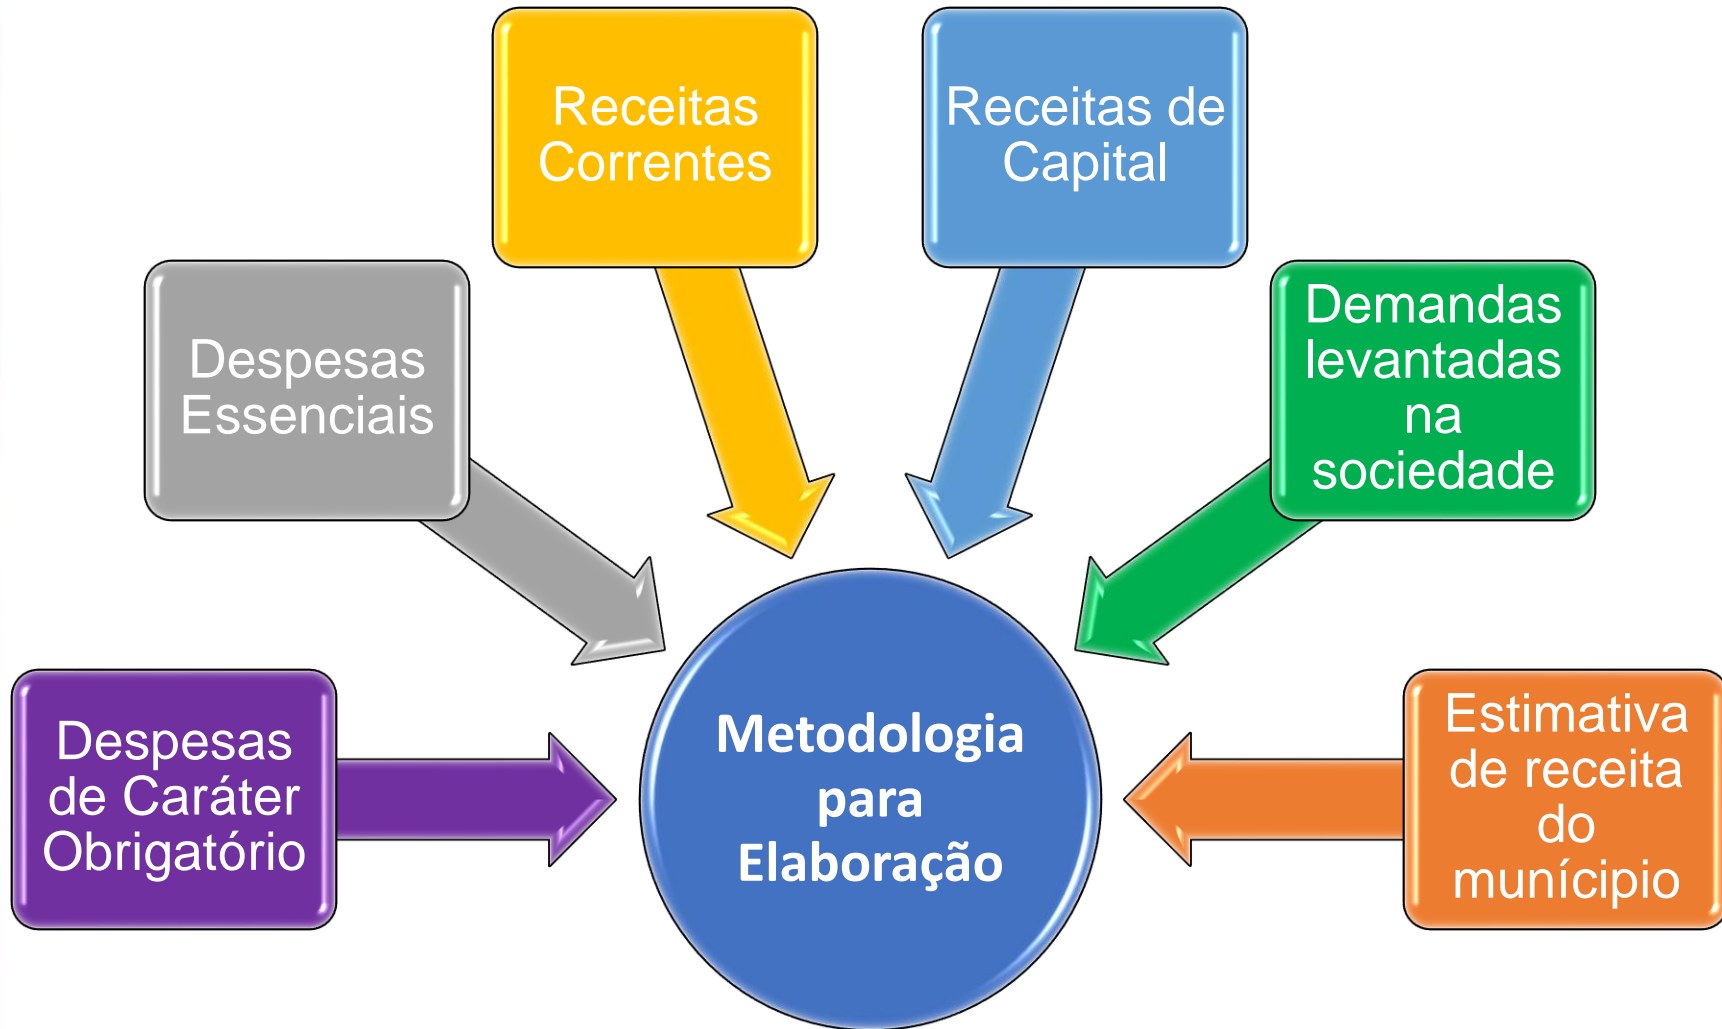 Receitas
Correntes
Receitas de
Capital
Despesas
Essenciais
Demandas
levantadas
na
sociedade
Despesas
de Caráter
Obrigatório
Metodologia
para
Elaboração
Estimativa
de receita
do
munícipio